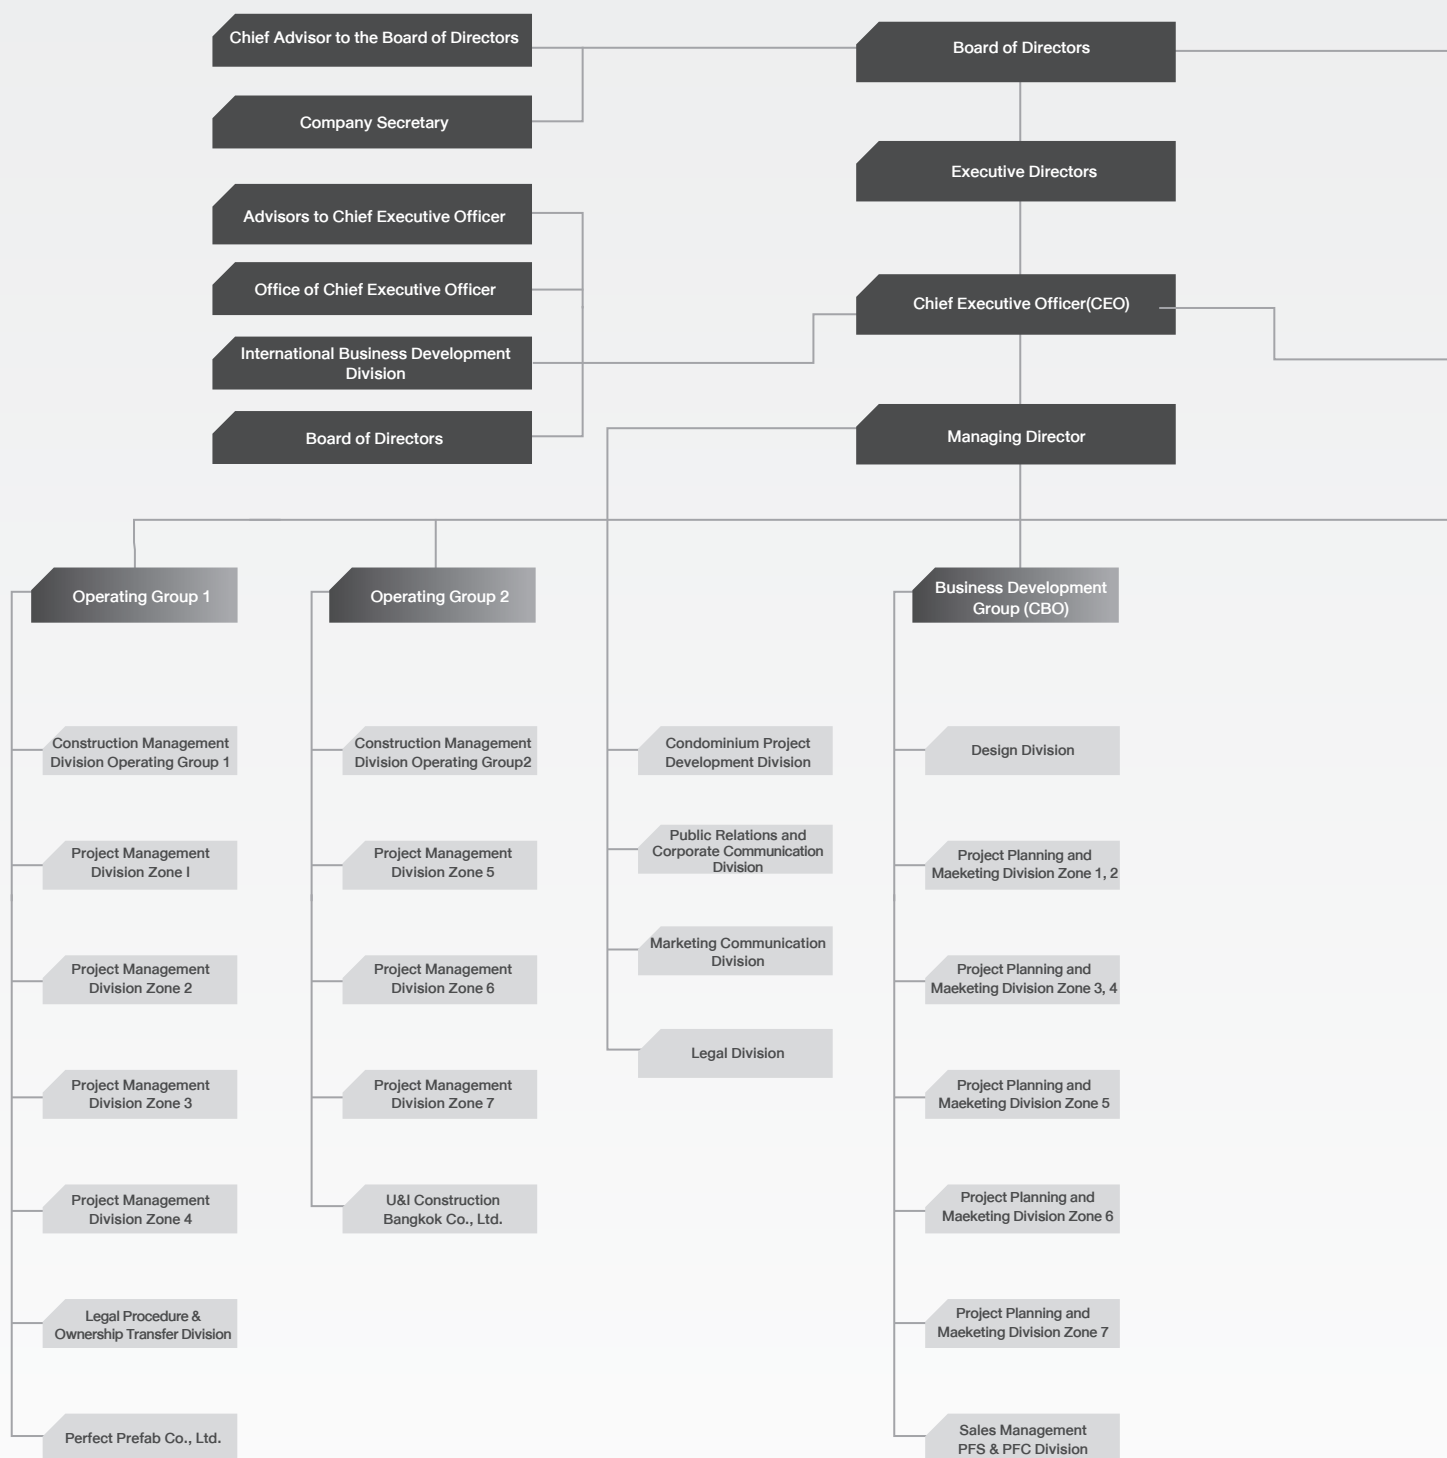 Chief Advisor to the Board of Directors
Company Secretary
Advisors to Chief Executive Officer
Office of Chief Executive Officer
International Business Development
Division
Board of Directors
Board of Directors
Executive Directors
Chief Executive Officer(CEO)
Managing Director
Operating Group 1
Construction Management
Division Operating Group 1
Project Management
Division Zone I
Project Management
Division Zone 2
Project Management
Division Zone 3
Project Management
Division Zone 4
Legal Procedure &
Ownership Transfer Division
Perfect Prefab Co., Ltd.
Operating Group 2
Construction Management
Division Operating Group2
Project Management
Division Zone 5
Project Management
Division Zone 6
Project Management
Division Zone 7
U&I Construction
Bangkok Co., Ltd.
Condominium Project
Development Division
Public Relations and
Corporate Communication
Division
Marketing Communication
Division
Legal Division
Business Development
Group (CBO)
Design Division
Project Planning and
Maeketing Division Zone 1, 2
Project Planning and
Maeketing Division Zone 3, 4
Project Planning and
Maeketing Division Zone 5
Project Planning and
Maeketing Division Zone 6
Project Planning and
Maeketing Division Zone 7
Sales Management
PFS & PFC Division